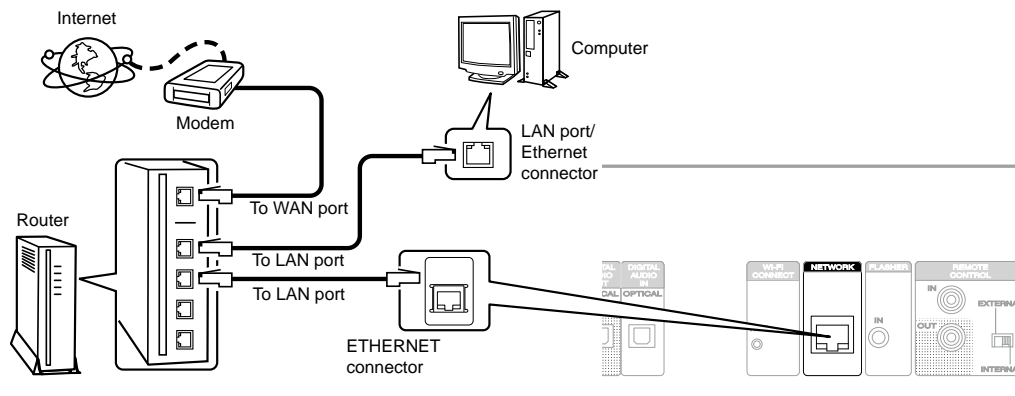 Internet
Modem
Computer
LAN port/
Ethernet
connector
To WAN port
Router
To LAN port
To LAN port
ETHERNET
connector
DIGITAL
AUDIO
IN
OPTICAL
WI-FI
CONNECT
NETWORK
FLASHER
IN
REMOTE
CONTROL
IN
OUT